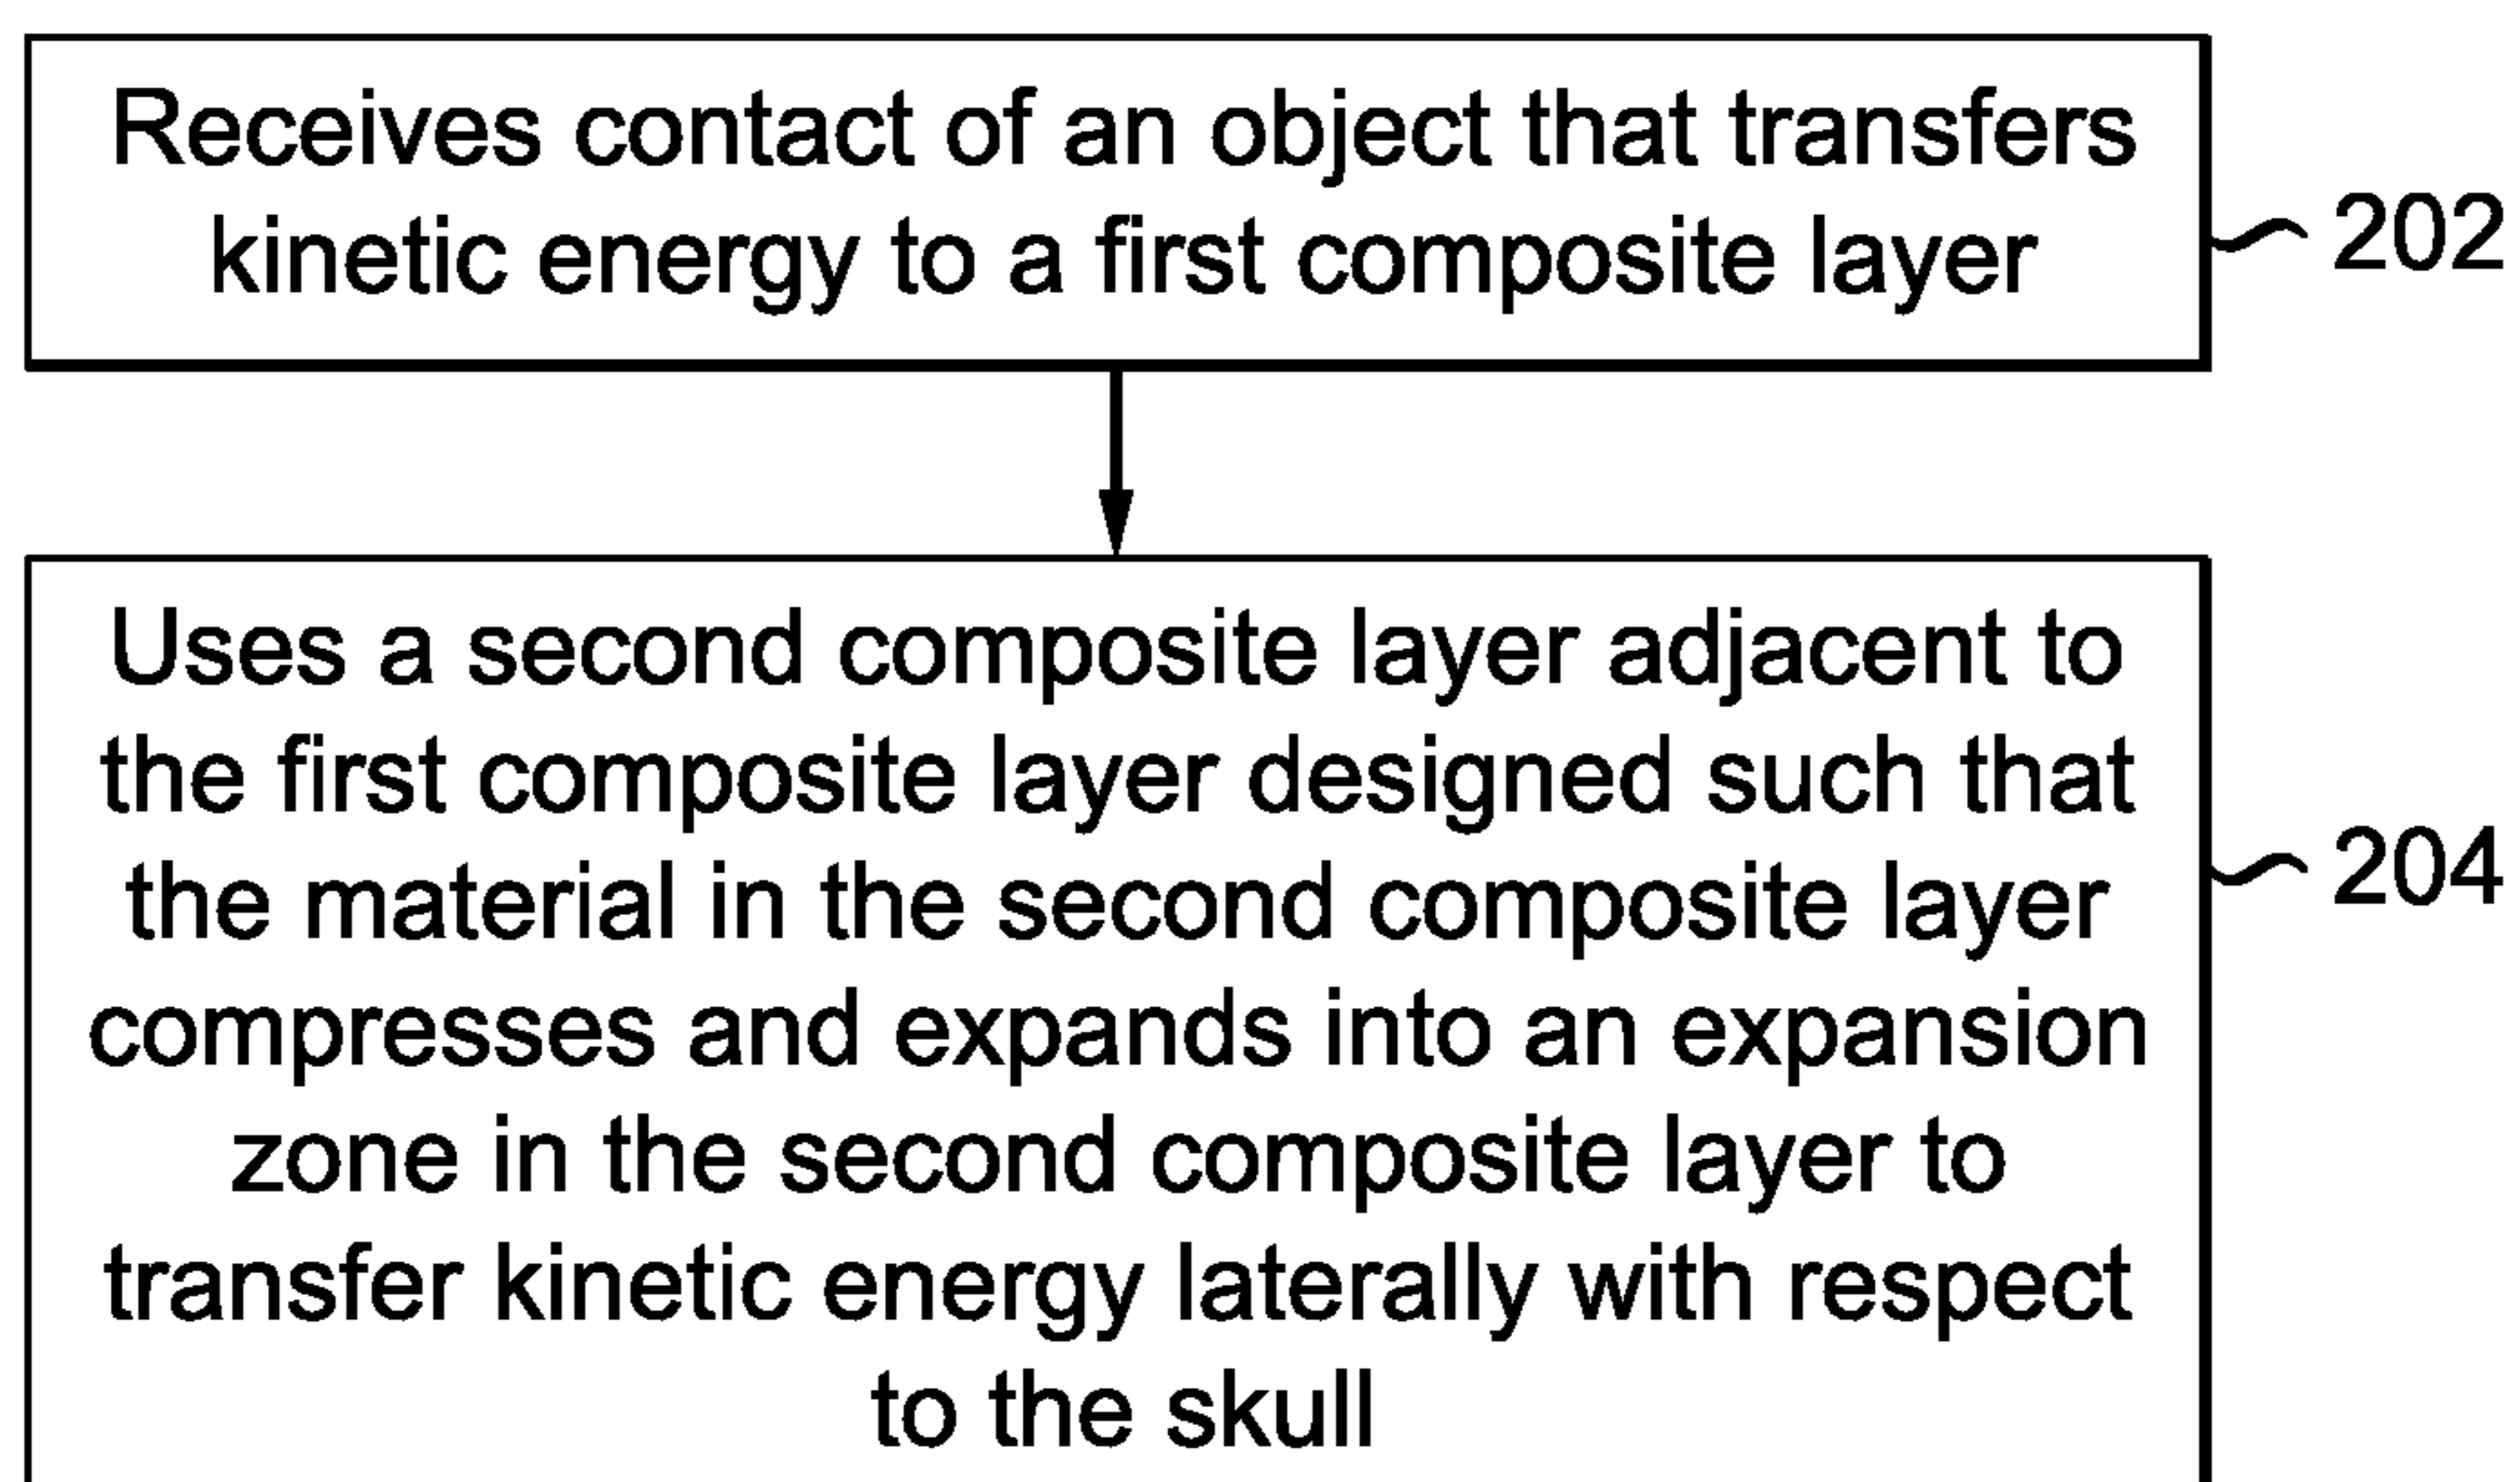 Receives contact of an object that transfers
kinetic energy to a first composite layer
202
Uses a second composite layer adjacent to
the first composite layer designed such that
the material in the second composite layer
compresses and expands into an expansion
zone in the second composite layer to
transfer kinetic energy laterally with respect
to the skull
204